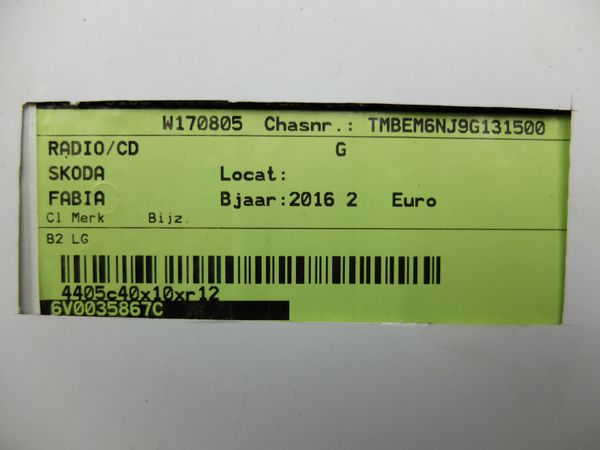 W170805 Chasnr.: TMBEM6NJ9G131500
RADIO/CD G
SKODA Locat:
FABIA Bjaar:2016 2 Euro
Cl Merk Bijz.
B2 LG
4405c40x10xr12
6V0035867C